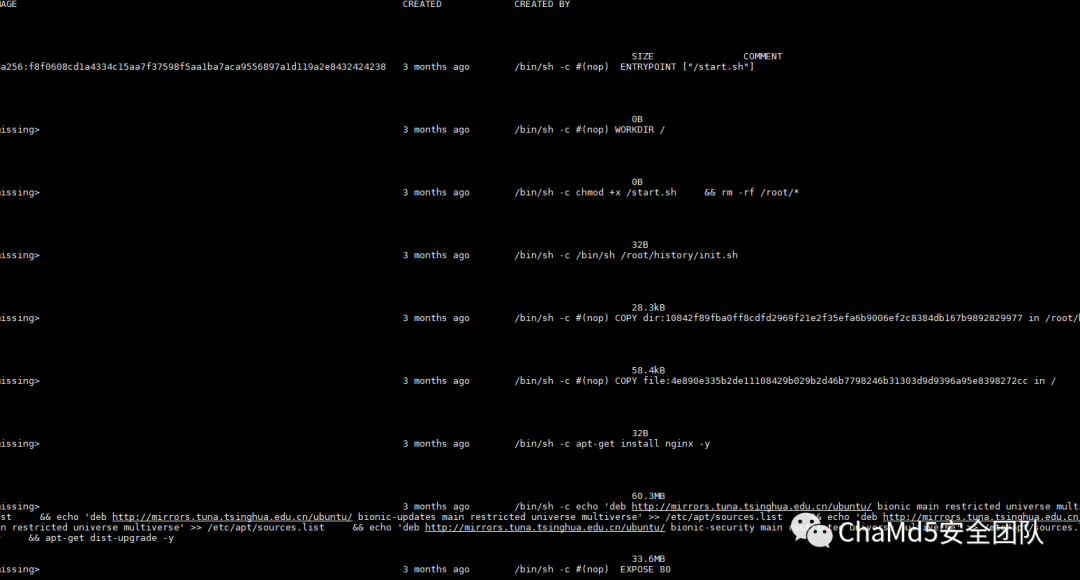 AGE CREATED CREATED BY
SIZE COMMENT
a256:f8f0608cd1a4334c15aa7f37598f5aa1ba7aca9556897a1d119a2e8432424238 3 months ago /bin/sh -c #(nop) ENTRYPOINT ["/start.sh"]
0B
issing> 3 months ago /bin/sh -c #(nop) WORKDIR /
0B
issing> 3 months ago /bin/sh -c chmod +x /start.sh && rm -rf /root/*
32B
issing> 3 months ago /bin/sh -c /bin/sh /root/history/init.sh
28.3kB
issing> 3 months ago /bin/sh -c #(nop) COPY dir:10842f89fba0ff8cdfd2969f21e2f35efa6b9006ef2c8384db167b9892829977 in /root/
58.4kB
issing> 3 months ago /bin/sh -c #(nop) COPY file:4e890e335b2de11108429b029b2d46b7798246b31303d9d9396a95e8398272cc in /
32B
issing> 3 months ago /bin/sh -c apt-get install nginx -y
60.3MB
issing> 3 months ago /bin/sh -c echo 'deb http://mirrors.tuna.tsinghua.edu.cn/ubuntu/ bionic main restricted universe mult
st && echo 'deb http://mirrors.tuna.tsinghua.edu.cn/ubuntu/ bionic-updates main restricted universe multiverse' >> /etc/apt/sources.list && echo 'deb http://mirrors.tuna.tsinghua.edu.cn
n restricted universe multiverse' >> /etc/apt/sources.list && echo 'deb http://mirrors.tuna.tsinghua.edu.cn/ubuntu/ bionic-security main restricted universe multiverse' >> /etc/apt/sources.
&& apt-get dist-upgrade -y
ChaMd5安全团队
33.6MB
issing> 3 months ago /bin/sh -c #(nop) EXPOSE 80